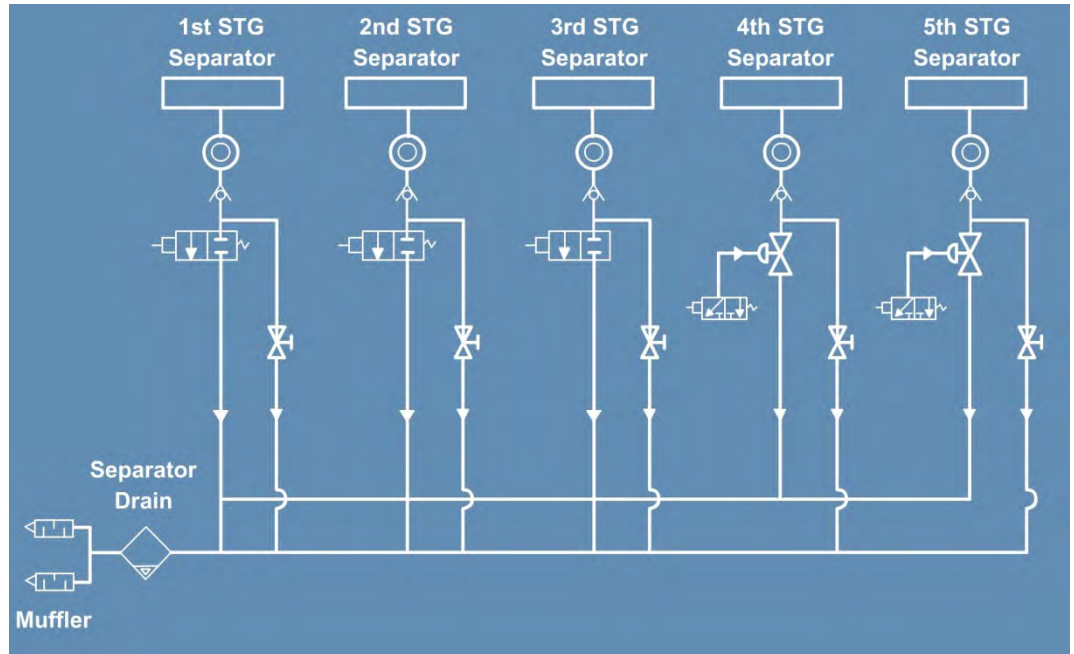 1st STG
Separator
2nd STG
Separator
3rd STG
Separator
4th STG
Separator
5th STG
Separator
Separator
Drain
Muffler